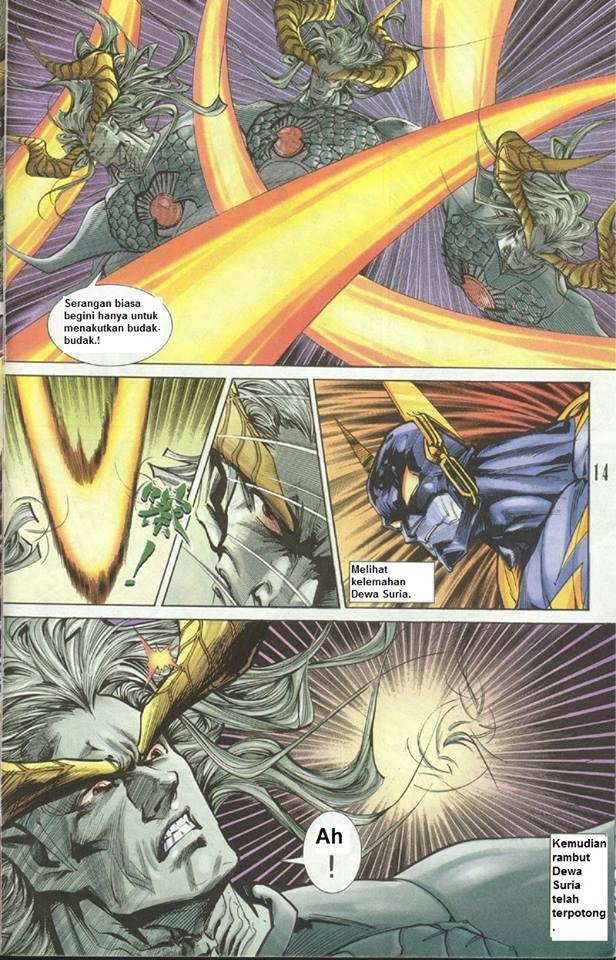 Serangan biasa
begini hanya untuk
menakutkan budak-
budak.!
!
14
Melihat
kelemahan
Dewa Suria.
Ah
!
Kemudian
rambut
Dewa
Suria
telah
terpotong
.